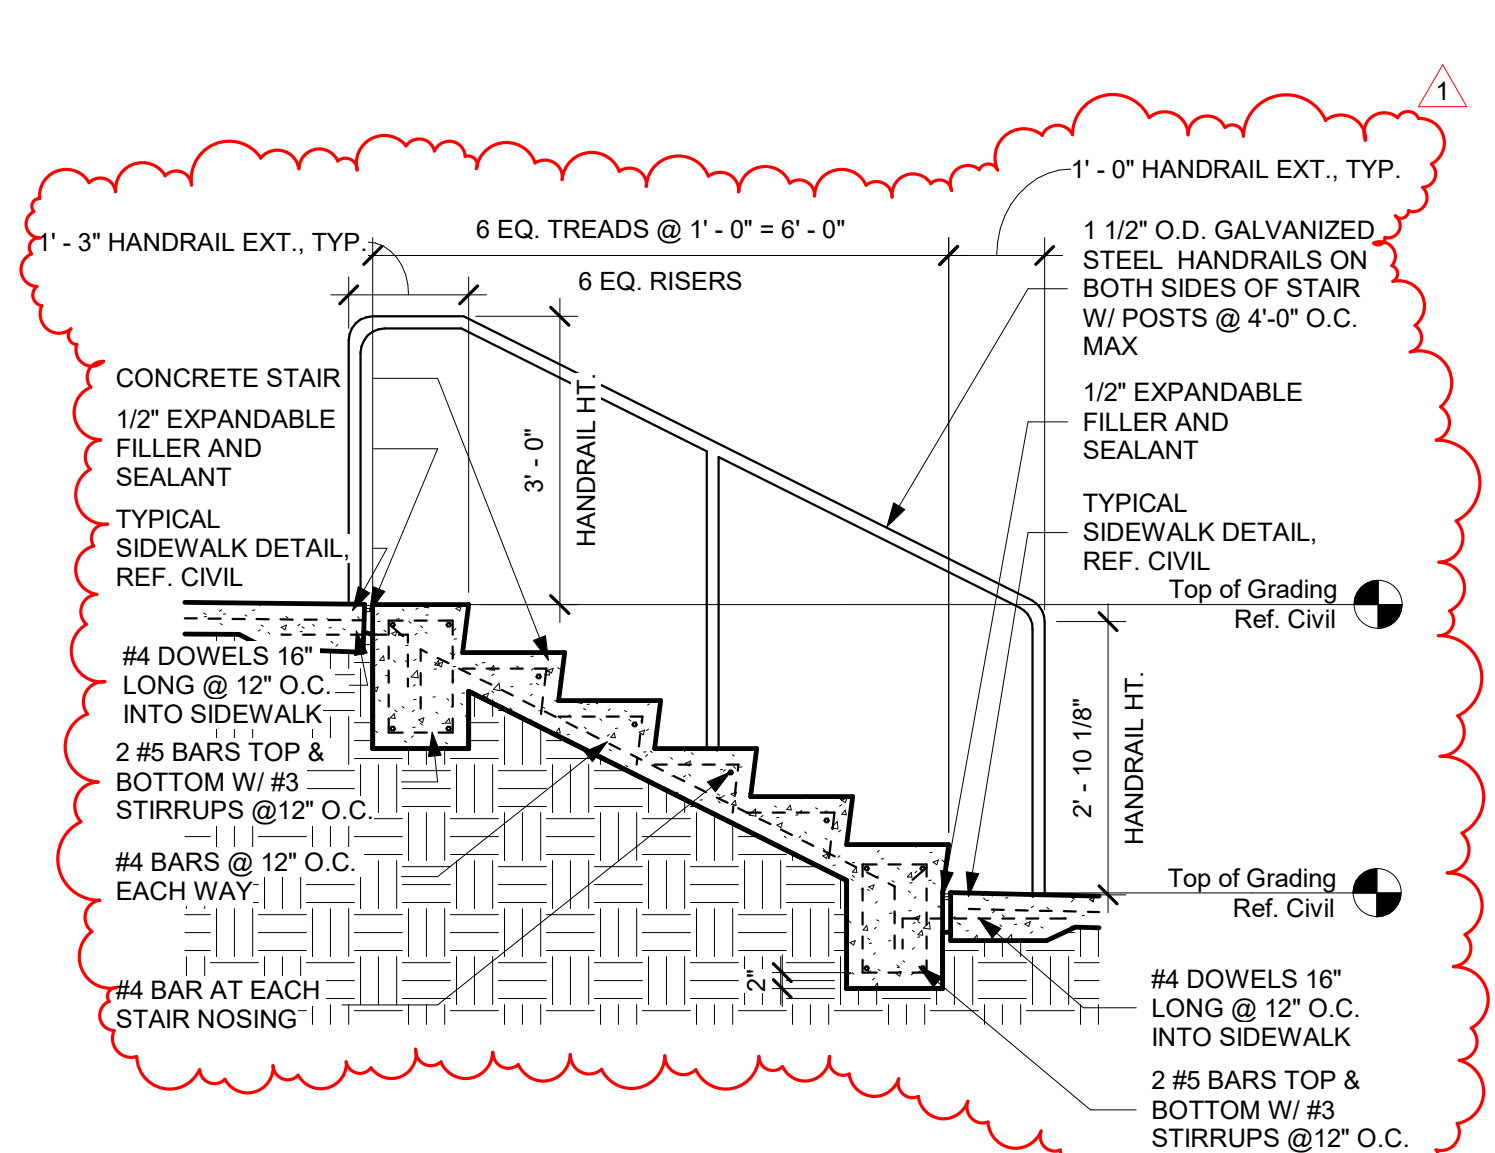 1
1' - 0" HANDRAIL EXT., TYP.
6 EQ. TREADS @ 1' - 0" = 6' - 0"
1' - 3" HANDRAIL EXT., TYP.
6 EQ. RISERS
1 1/2" O.D. GALVANIZED
STEEL HANDRAILS ON
BOTH SIDES OF STAIR
W/ POSTS @ 4'-0" O.C.
MAX
CONCRETE STAIR
1/2" EXPANDABLE
FILLER AND
SEALANT
TYPICAL
SIDEWALK DETAIL,
REF. CIVIL
3' - 0"
HANDRAIL HT.
1/2" EXPANDABLE
FILLER AND
SEALANT
TYPICAL
SIDEWALK DETAIL,
REF. CIVIL
Top of Grading
Ref. Civil
#4 DOWELS 16"
LONG @ 12" O.C.
INTO SIDEWALK
2 #5 BARS TOP &
BOTTOM W/ #3
STIRRUPS @12" O.C.
#4 BARS @ 12" O.C.
EACH WAY
#4 BAR AT EACH
STAIR NOSING
2' - 10 1/8"
HANDRAIL HT.
Top of Grading
Ref. Civil
2"
#4 DOWELS 16"
LONG @ 12" O.C.
INTO SIDEWALK
2 #5 BARS TOP &
BOTTOM W/ #3
STIRRUPS @12" O.C.